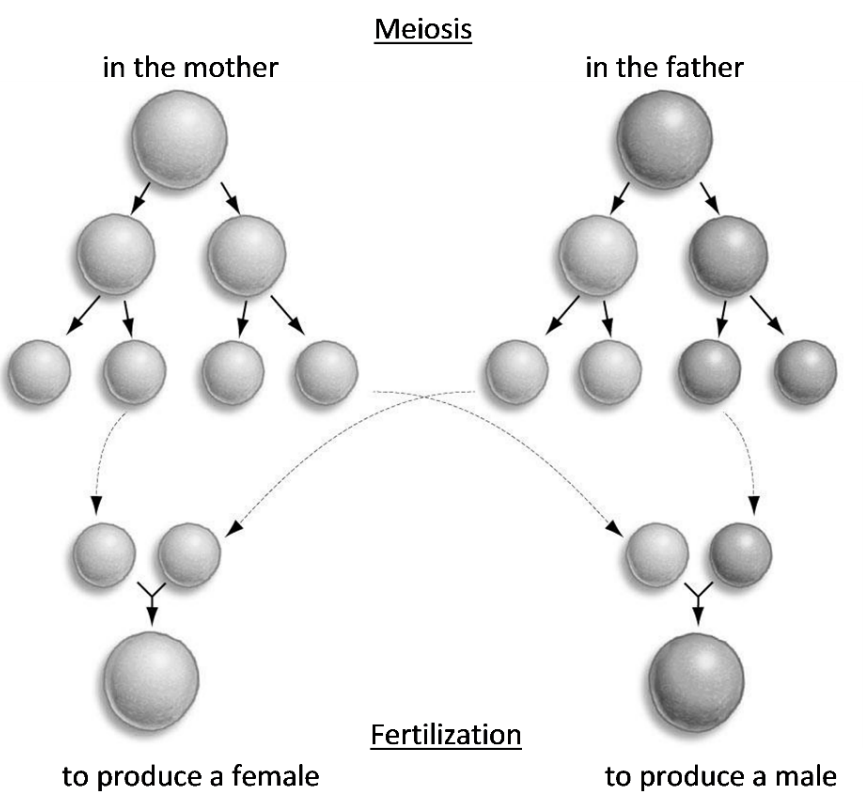 Meiosis
in the mother
in the father
Fertilization
to produce a female
to produce a male